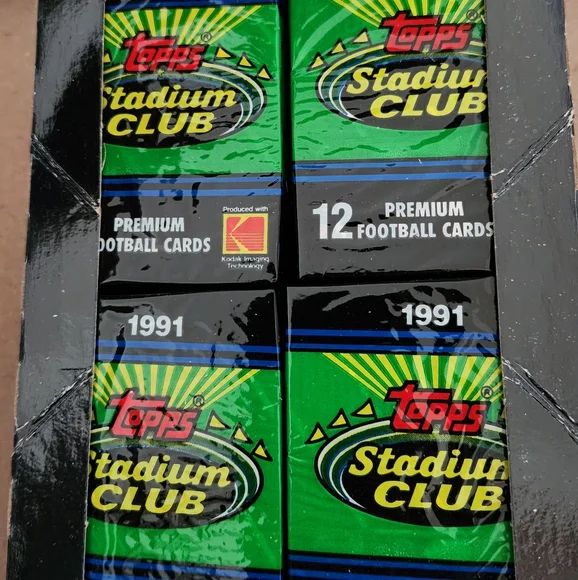 Topps®
Stadium
CLUB
PREMIUM
OOTBALL CARDS
Produced with
K
Kodak Imaging
Technology
Topps®
Stadium
CLUB
12 PREMIUM
FOOTBALL CARDS
1991
Topps®
Stadium
CLUB
1991
Topps®
Stadium
CLUB